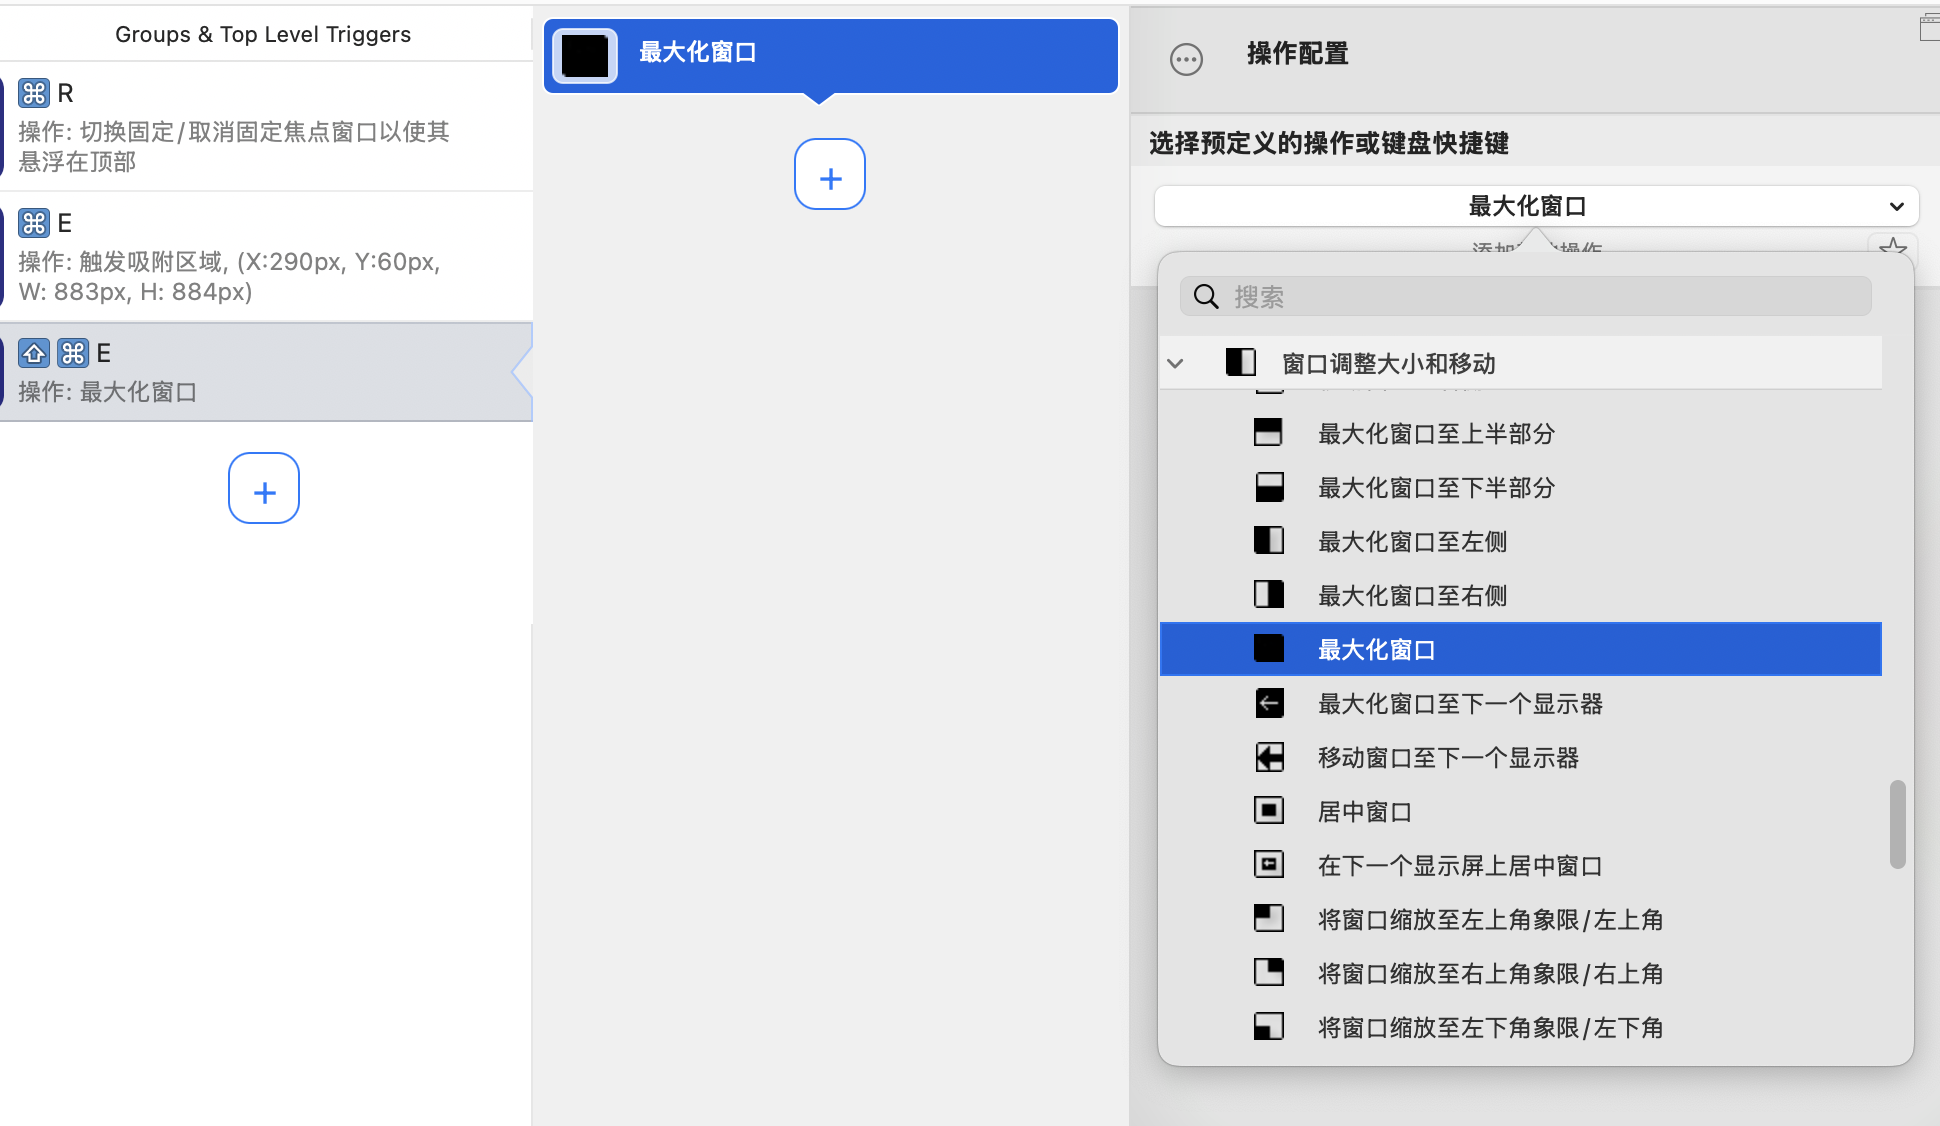 Groups & Top Level Triggers
⌘ R
操作: 切换固定/取消固定焦点窗口以使其
悬浮在顶部
⌘ E
操作: 触发吸附区域, (X:290px, Y:60px,
W: 883px, H: 884px)
⇧ ⌘ E
操作: 最大化窗口
最大化窗口
操作配置
选择预定义的操作或键盘快捷键
最大化窗口
搜索
窗口调整大小和移动
最大化窗口至上半部分
最大化窗口至下半部分
最大化窗口至左侧
最大化窗口至右侧
最大化窗口
最大化窗口至下一个显示器
移动窗口至下一个显示器
居中窗口
在下一个显示屏上居中窗口
将窗口缩放至左上角象限/左上角
将窗口缩放至右上角象限/右上角
将窗口缩放至左下角象限/左下角